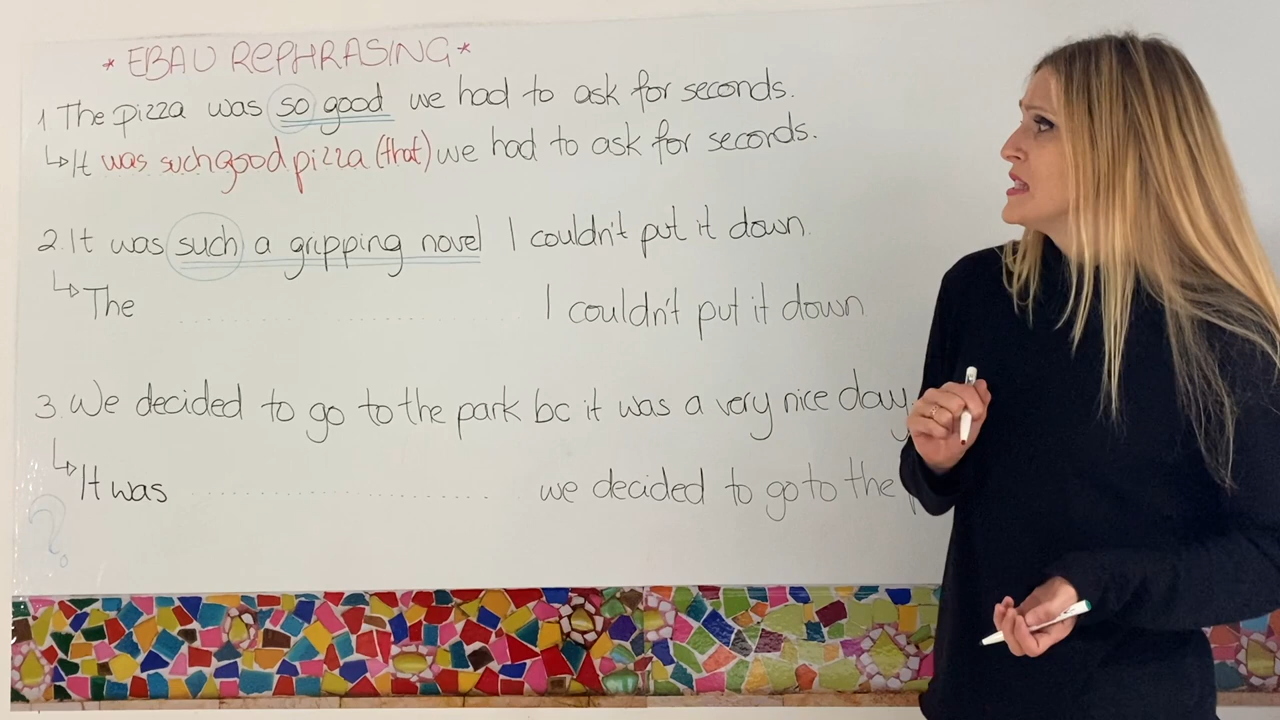 * EBAU REPHRASING *
1 The pizza was so good we had to ask for seconds.
↳ It was such good pizza (that) we had to ask for seconds.
2. It was such a gripping novel I couldn't put it down.
↳ The .................... I couldn't put it down
3. We decided to go to the park bc it was a very nice day
↳ It was .................... we decided to go to the
?